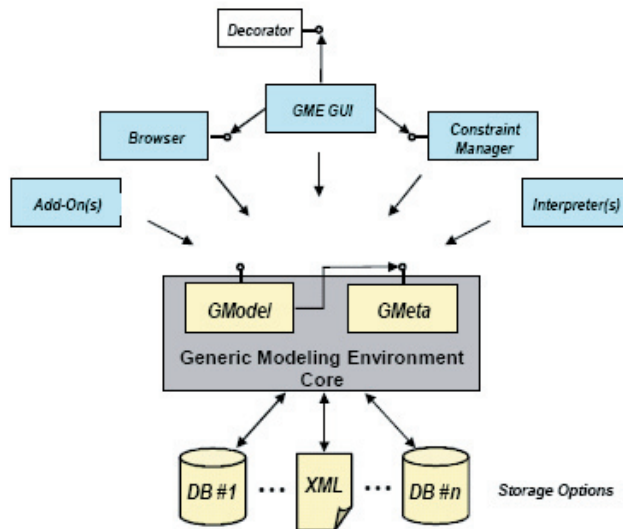 Decorator
GME GUI
Browser
Constraint
Manager
Add-On(s)
Interpreter(s)
GModel
GMeta
Generic Modeling Environment
Core
DB #1
...
XML
...
DB #n
Storage Options